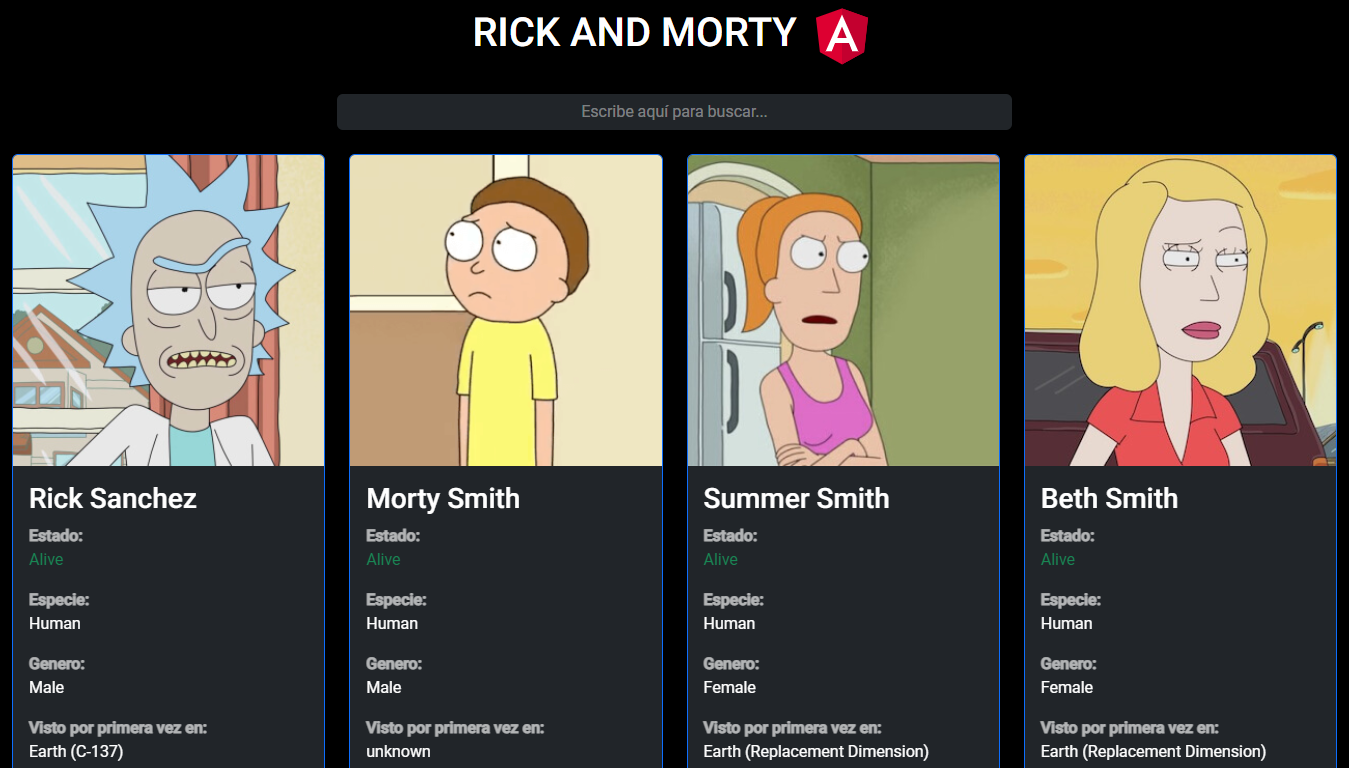 RICK AND MORTY A
Escribe aquí para buscar...
Rick Sanchez
Estado:
Alive
Especie:
Human
Genero:
Male
Visto por primera vez en:
Earth (C-137)
Morty Smith
Estado:
Alive
Especie:
Human
Genero:
Male
Visto por primera vez en:
unknown
Summer Smith
Estado:
Alive
Especie:
Human
Genero:
Female
Visto por primera vez en:
Earth (Replacement Dimension)
Beth Smith
Estado:
Alive
Especie:
Human
Genero:
Female
Visto por primera vez en:
Earth (Replacement Dimension)